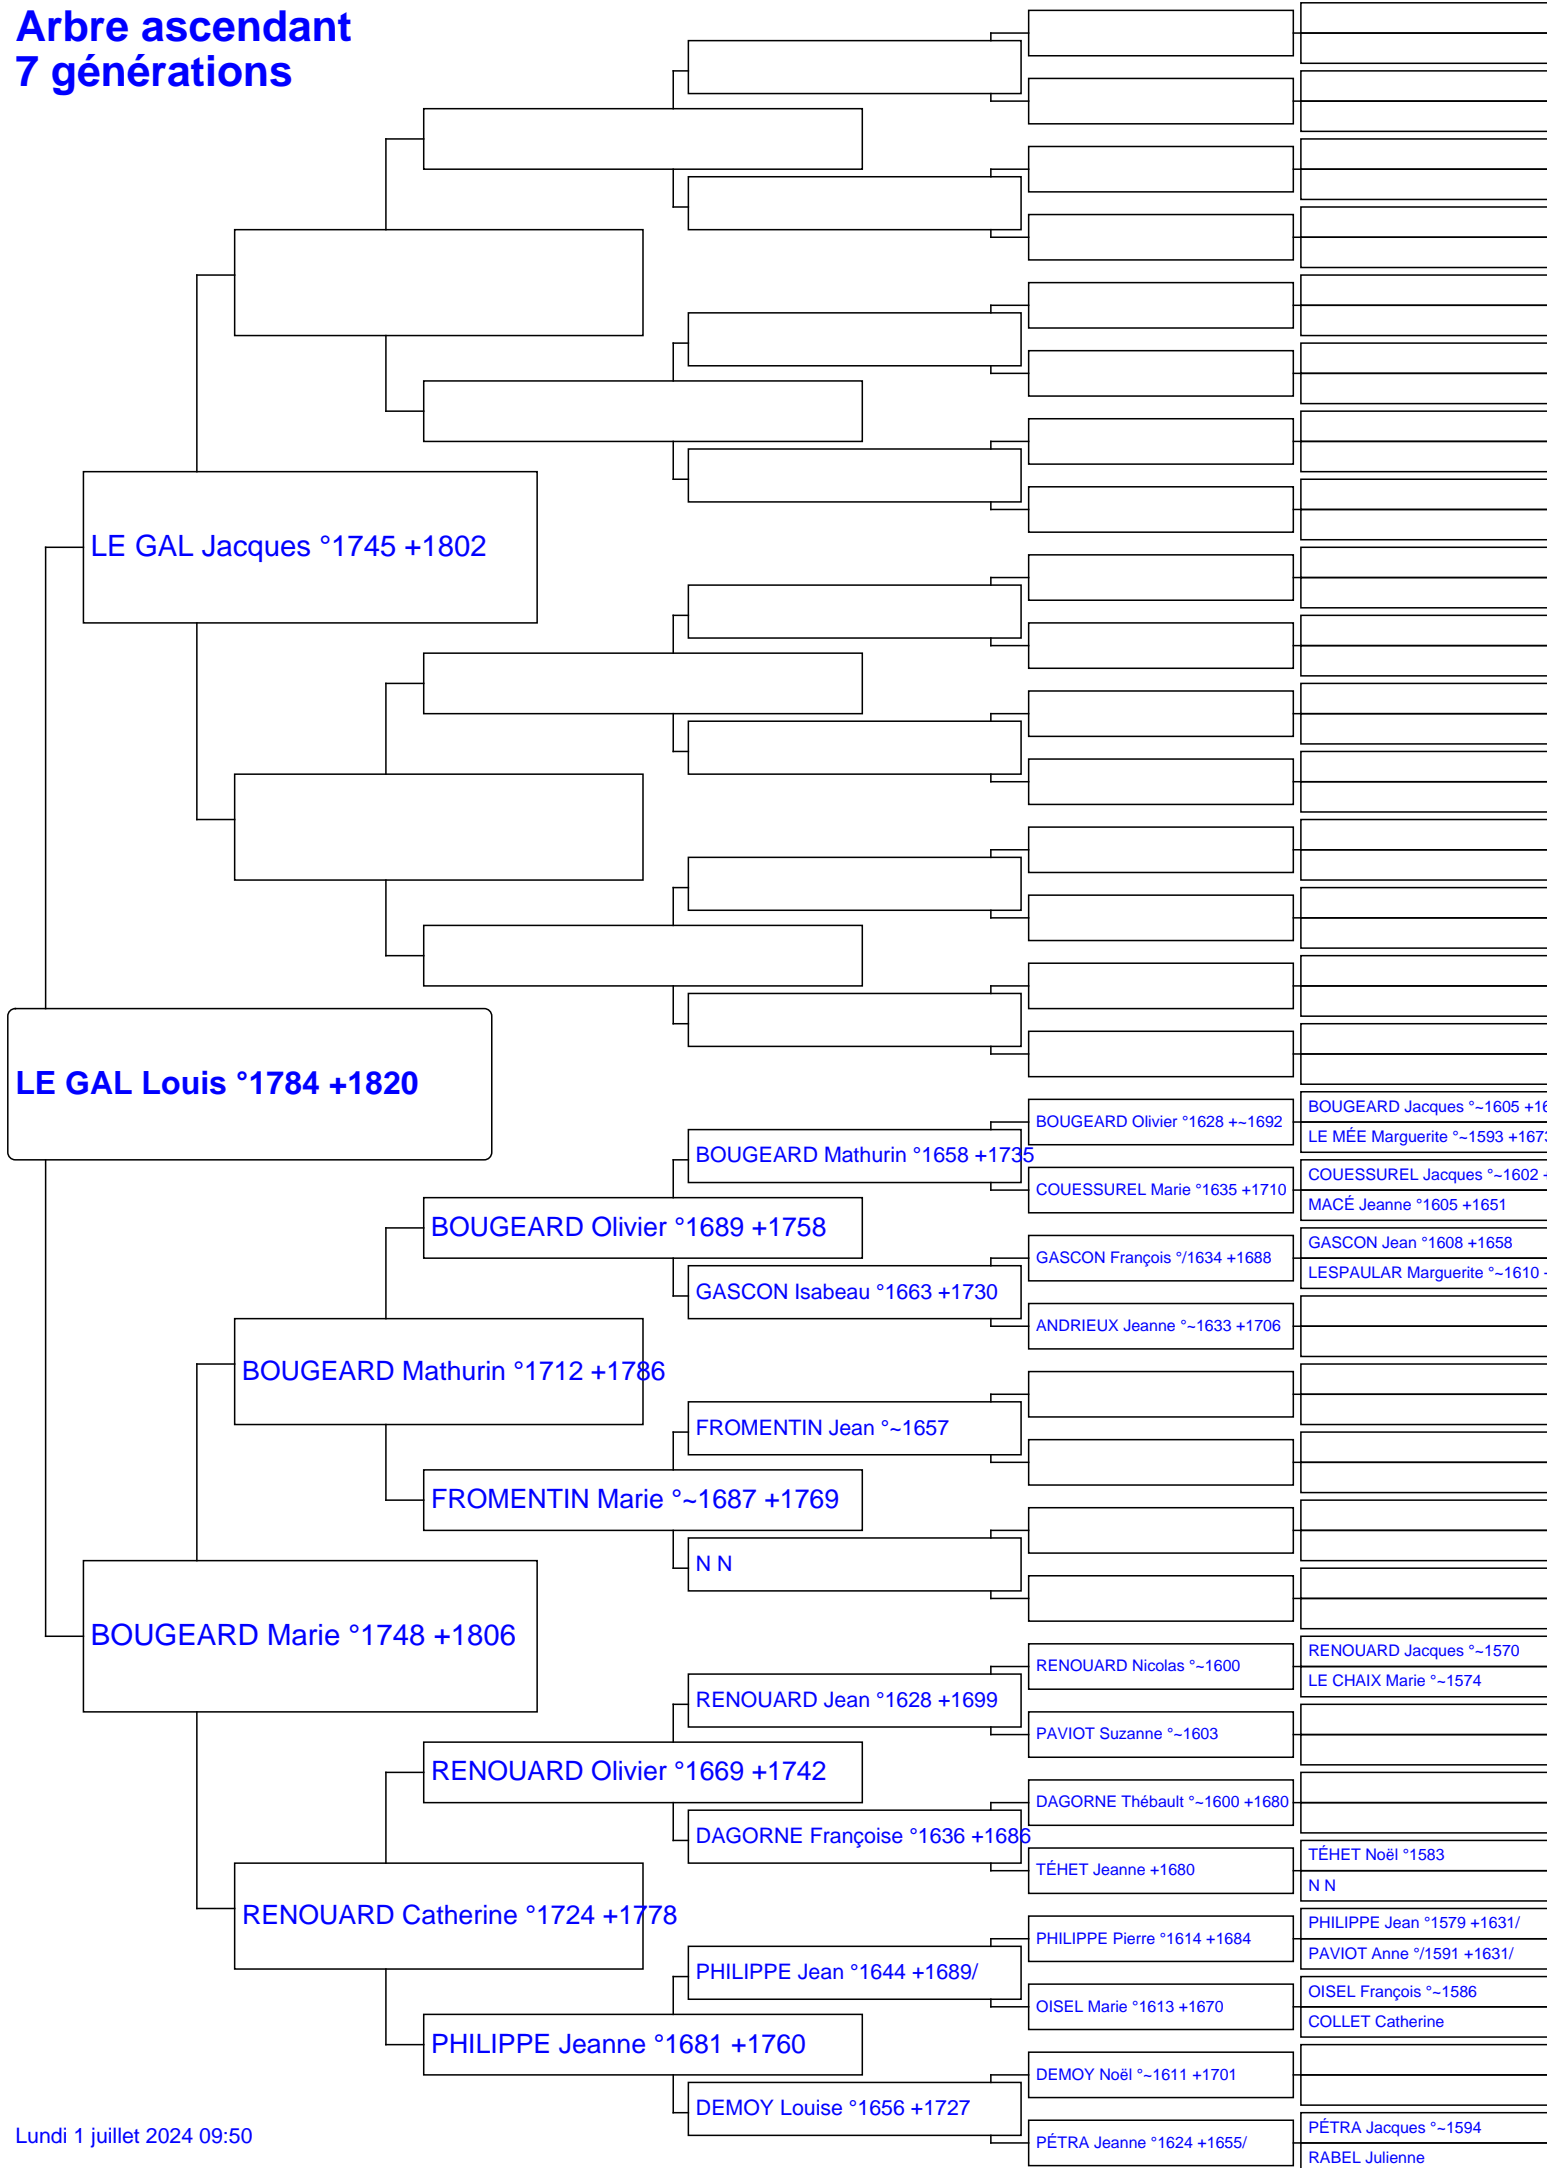 Arbre ascendant
7 générations
LE GAL Jacques °1745 +1802
LE GAL Louis °1784 +1820
BOUGEARD Jacques °~1605 +16
BOUGEARD Olivier °1628 +~1692
LE MÉE Marguerite °~1593 +1673
BOUGEARD Mathurin °1658 +1735
COUESSUREL Jacques °~1602 +
COUESSUREL Marie °1635 +1710
MACÉ Jeanne °1605 +1651
BOUGEARD Olivier °1689 +1758
GASCON Jean °1608 +1658
GASCON François °/1634 +1688
LESPAULAR Marguerite °~1610
GASCON Isabeau °1663 +1730
ANDRIEUX Jeanne °~1633 +1706
BOUGEARD Mathurin °1712 +1786
FROMENTIN Jean °~1657
FROMENTIN Marie °~1687 +1769
N N
BOUGEARD Marie °1748 +1806
RENOUARD Jacques °~1570
RENOUARD Nicolas °~1600
LE CHAIX Marie °~1574
RENOUARD Jean °1628 +1699
PAVIOT Suzanne °~1603
RENOUARD Olivier °1669 +1742
DAGORNE Thébault °~1600 +1680
DAGORNE Françoise °1636 +1686
TÉHET Noël °1583
TÉHET Jeanne +1680
N N
RENOUARD Catherine °1724 +1778
PHILIPPE Jean °1579 +1631/
PHILIPPE Pierre °1614 +1684
PAVIOT Anne °/1591 +1631/
PHILIPPE Jean °1644 +1689/
OISEL François °~1586
OISEL Marie °1613 +1670
COLLET Catherine
PHILIPPE Jeanne °1681 +1760
DEMOY Noël °~1611 +1701
DEMOY Louise °1656 +1727
PÉTRA Jacques °~1594
PÉTRA Jeanne °1624 +1655/
RABEL Julienne
Lundi 1 juillet 2024 09:50